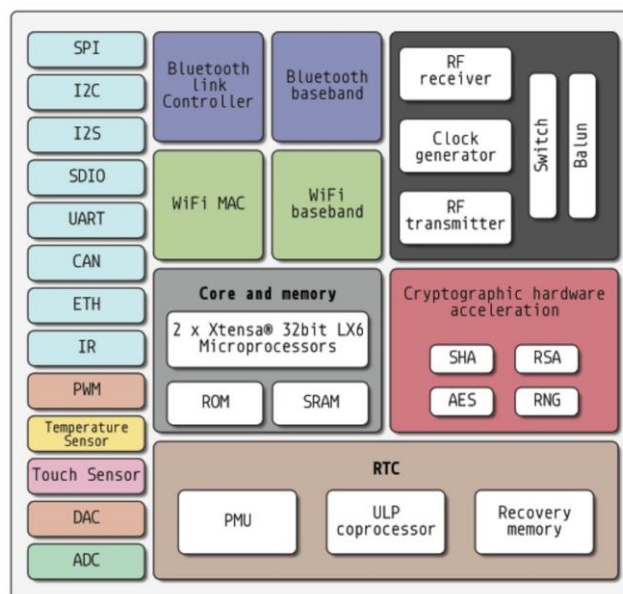 SPI
I2C
I2S
SDIO
UART
CAN
ETH
IR
PWM
Temperature
Sensor
Touch Sensor
DAC
ADC
Bluetooth
link
Controller
Bluetooth
baseband
WiFi MAC
WiFi
baseband
RF
receiver
Clock
generator
RF
transmitter
Switch
Balun
Core and memory
2 x Xtensa® 32bit LX6
Microprocessors
ROM
SRAM
Cryptographic hardware
acceleration
SHA
RSA
AES
RNG
RTC
PMU
ULP
coprocessor
Recovery
memory